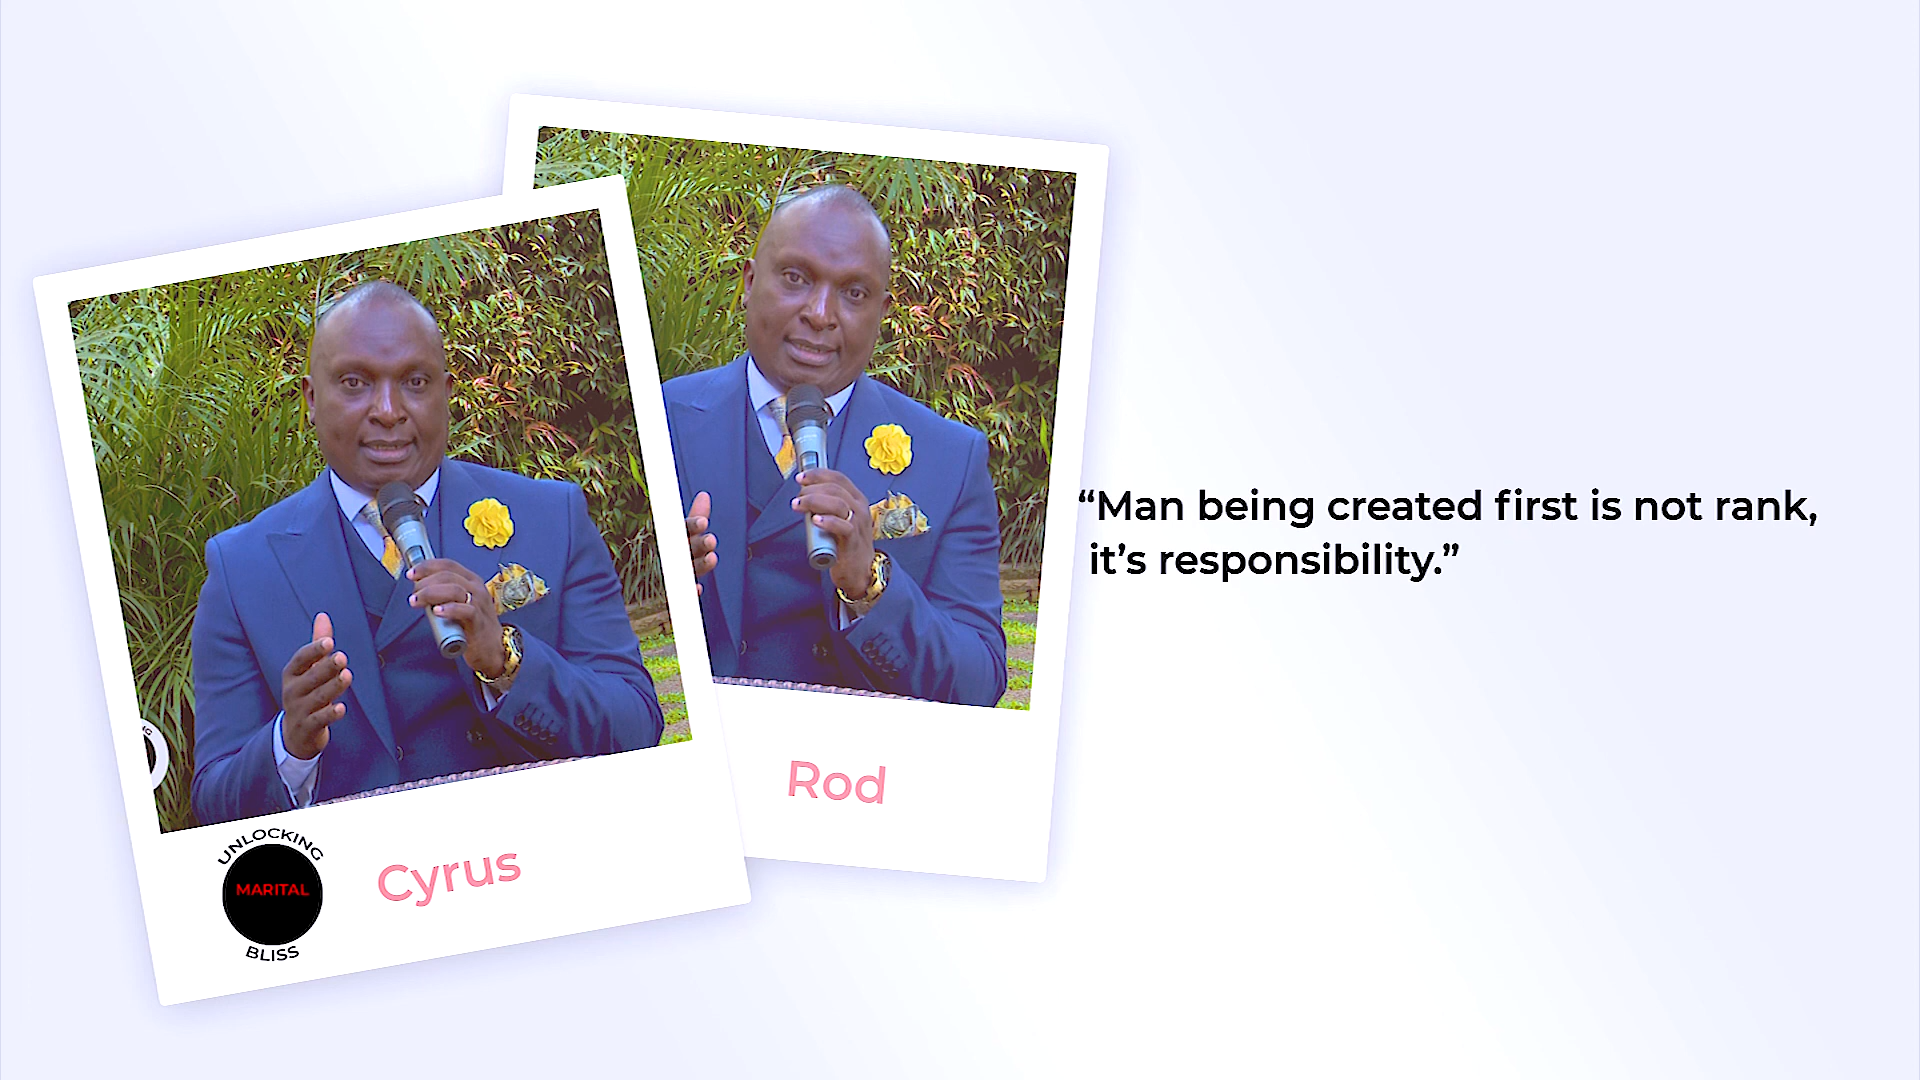 “Man being created first is not rank,
it’s responsibility.”
Rod
Cyrus
UNLOCKING
MARITAL
BLISS